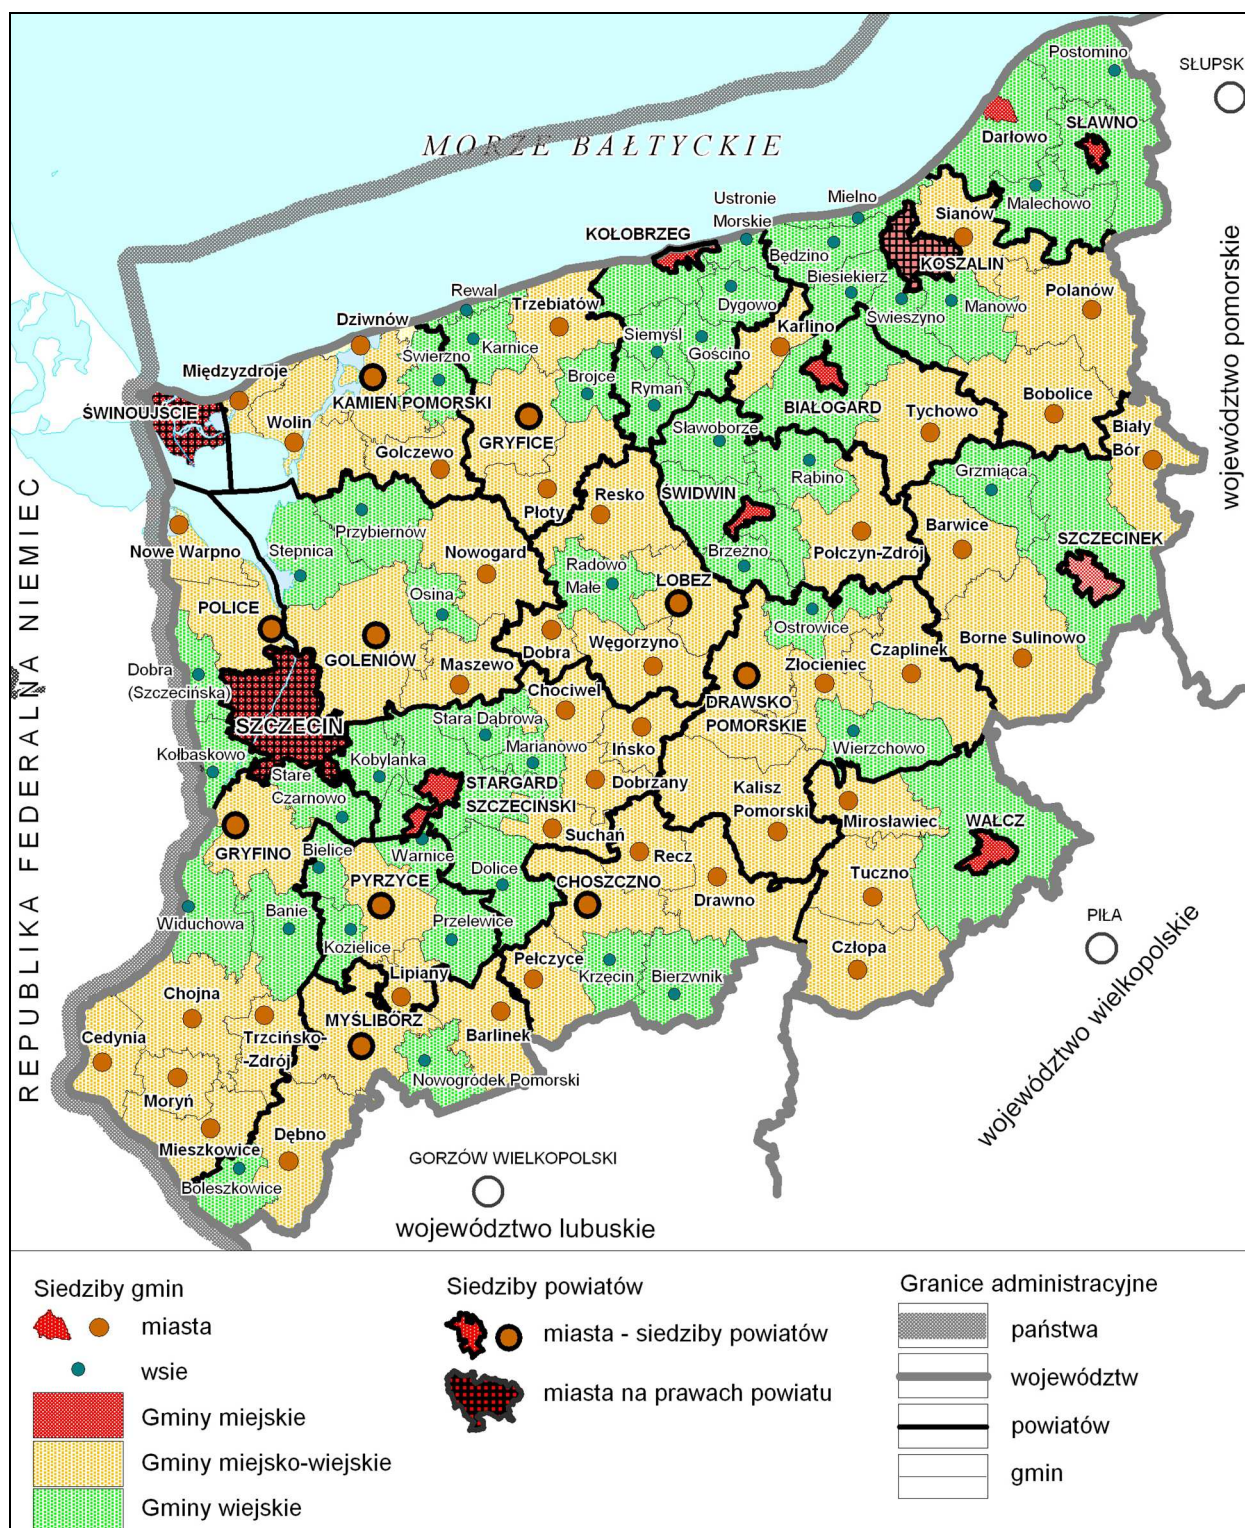 Postomino
SŁUPSK
Darłowo
SŁAWNO
MORZE BAŁTYCKIE
Malechowo
Ustronie
Morskie
Mielno
Sianów
KOŁOBRZEG
Będzino
KOSZALIN
Biesiekierz
Polanów
Rewal
Trzebiatów
Dygowo
Świeszyno
Manowo
Dziwnów
Siemyśl
Karlino
Karnice
Gościno
Świerzno
Międzyzdroje
Brojce
Rymań
KAMIEŃ POMORSKI
BIAŁOGARD
Bobolice
ŚWINOUJŚCIE
Tychowo
Wolin
GRYFICE
Sławoborze
Biały
Bór
Golczewo
Rąbino
Grzmiąca
Resko
ŚWIDWIN
Płoty
Przybiernów
Barwice
Nowe Warpno
Stepnica
Nowogard
Brzeżno
Połczyn-Zdrój
SZCZECINEK
Radowo
Małe
ŁOBEZ
Osina
POLICE
Ostrowice
Borne Sulinowo
GOLENIÓW
Dobra
Węgorzyno
Czaplinek
Maszewo
Złocieniec
Dobra
(Szczecińska)
Chociwel
DRAWSKO
POMORSKIE
SZCZECIN
Stara Dąbrowa
Marianowo
Ińsko
Wierzchowo
Kołbaskowo
Kobylanka
Stare
Czarnowo
STARGARD
SZCZECIŃSKI
Dobrzany
Kalisz
Pomorski
Mirosławiec
WAŁCZ
Suchań
GRYFINO
Bielice
Warnice
Recz
Dolice
PYRZYCE
CHOSZCZNO
Tuczno
Drawno
Widuchowa
Banie
Przelewice
PIŁA
Kozielice
Człopa
Pełczyce
Lipiany
Krzęcin
Bierzwnik
Chojna
MYŚLIBÓRZ
Cedynia
Trzcińsko-
-Zdrój
Barlinek
Nowogródek Pomorski
Moryń
Mieszkowice
Dębno
Boleszkowice
GORZÓW WIELKOPOLSKI
województwo lubuskie
województwo pomorskie
województwo wielkopolskie
REPUBLIKA FEDERALNA NIEMIEC
Siedziby gmin
miasta
wsie
Gminy miejskie
Gminy miejsko-wiejskie
Gminy wiejskie
Siedziby powiatów
miasta - siedziby powiatów
miasta na prawach powiatu
Granice administracyjne
państwa
województw
powiatów
gmin